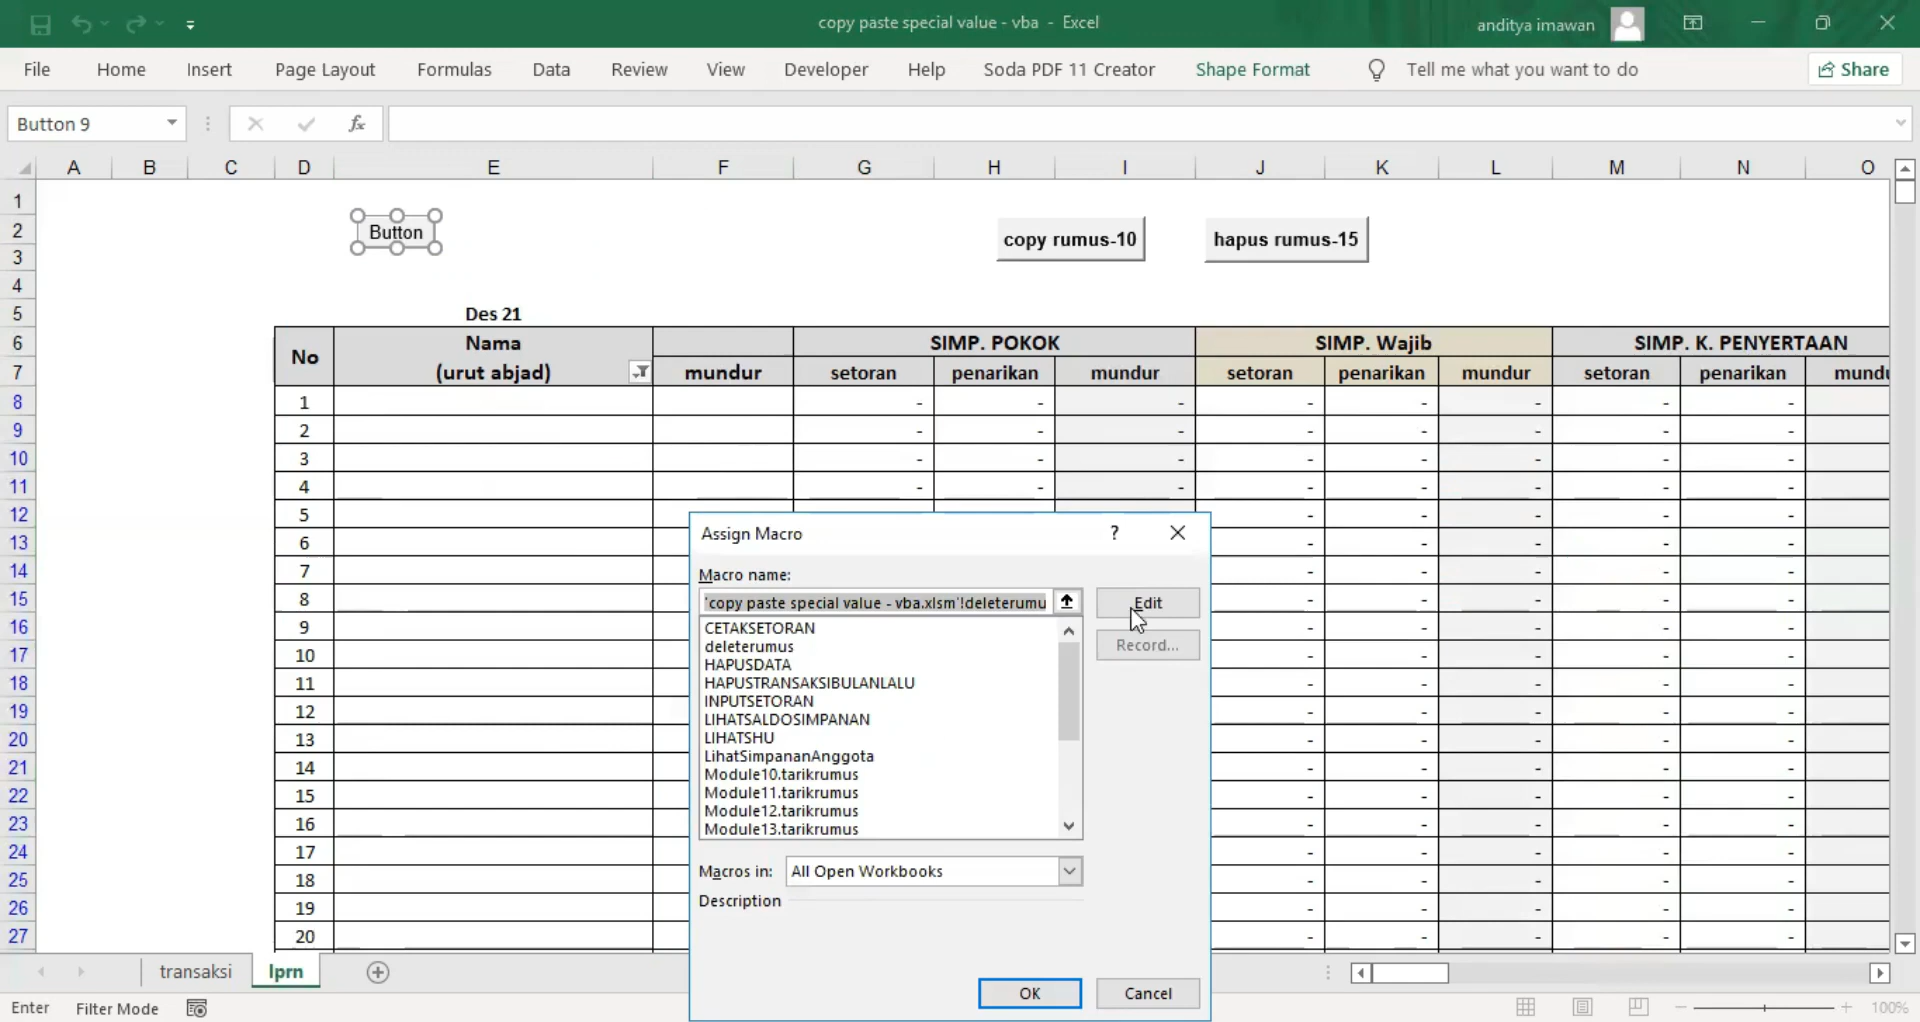 copy paste special value - vba - Excel
anditya imawan
File Home Insert Page Layout Formulas Data Review View Developer Help Soda PDF 11 Creator Shape Format Tell me what you want to do Share
Button 9 fx
A B C D E F G H I J K L M N O
1
2 Button copy rumus-10 hapus rumus-15
3
4
5 Des 21
6 No Nama SIMP. POKOK SIMP. Wajib SIMP. K. PENYERTAAN
7 (urut abjad) mundur setoran penarikan mundur setoran penarikan mundur setoran penarikan
8 1 - - - - - - - -
9 2 - - - - - - - -
10 3 - - - - - - - -
11 4 - - - - - - - -
12 5 - - - - -
13 6 - - - - -
14 7 - - - - -
15 8 - - - - -
16 9 - - - - -
17 10 - - - - -
18 11 - - - - -
19 12 - - - - -
20 13 - - - - -
21 14 - - - - -
22 15 - - - - -
23 16 - - - - -
24 17 - - - - -
25 18 - - - - -
26 19 - - - - -
27 20 - - - - -
Assign Macro ?
Macro name:
'copy paste special value - vba.xlsm'!deleterumu
Edit
Record...
CETAKSETORAN
deleterumus
HAPUSDATA
HAPUSTRANSAKSIBULANLALU
INPUTSETORAN
LIHATSALDOSIMPANAN
LIHATSHU
LihatSimpananAnggota
Module10.tarikrumus
Module11.tarikrumus
Module12.tarikrumus
Module13.tarikrumus
Macros in: All Open Workbooks
Description
OK Cancel
transaksi lprn
Enter Filter Mode 100%